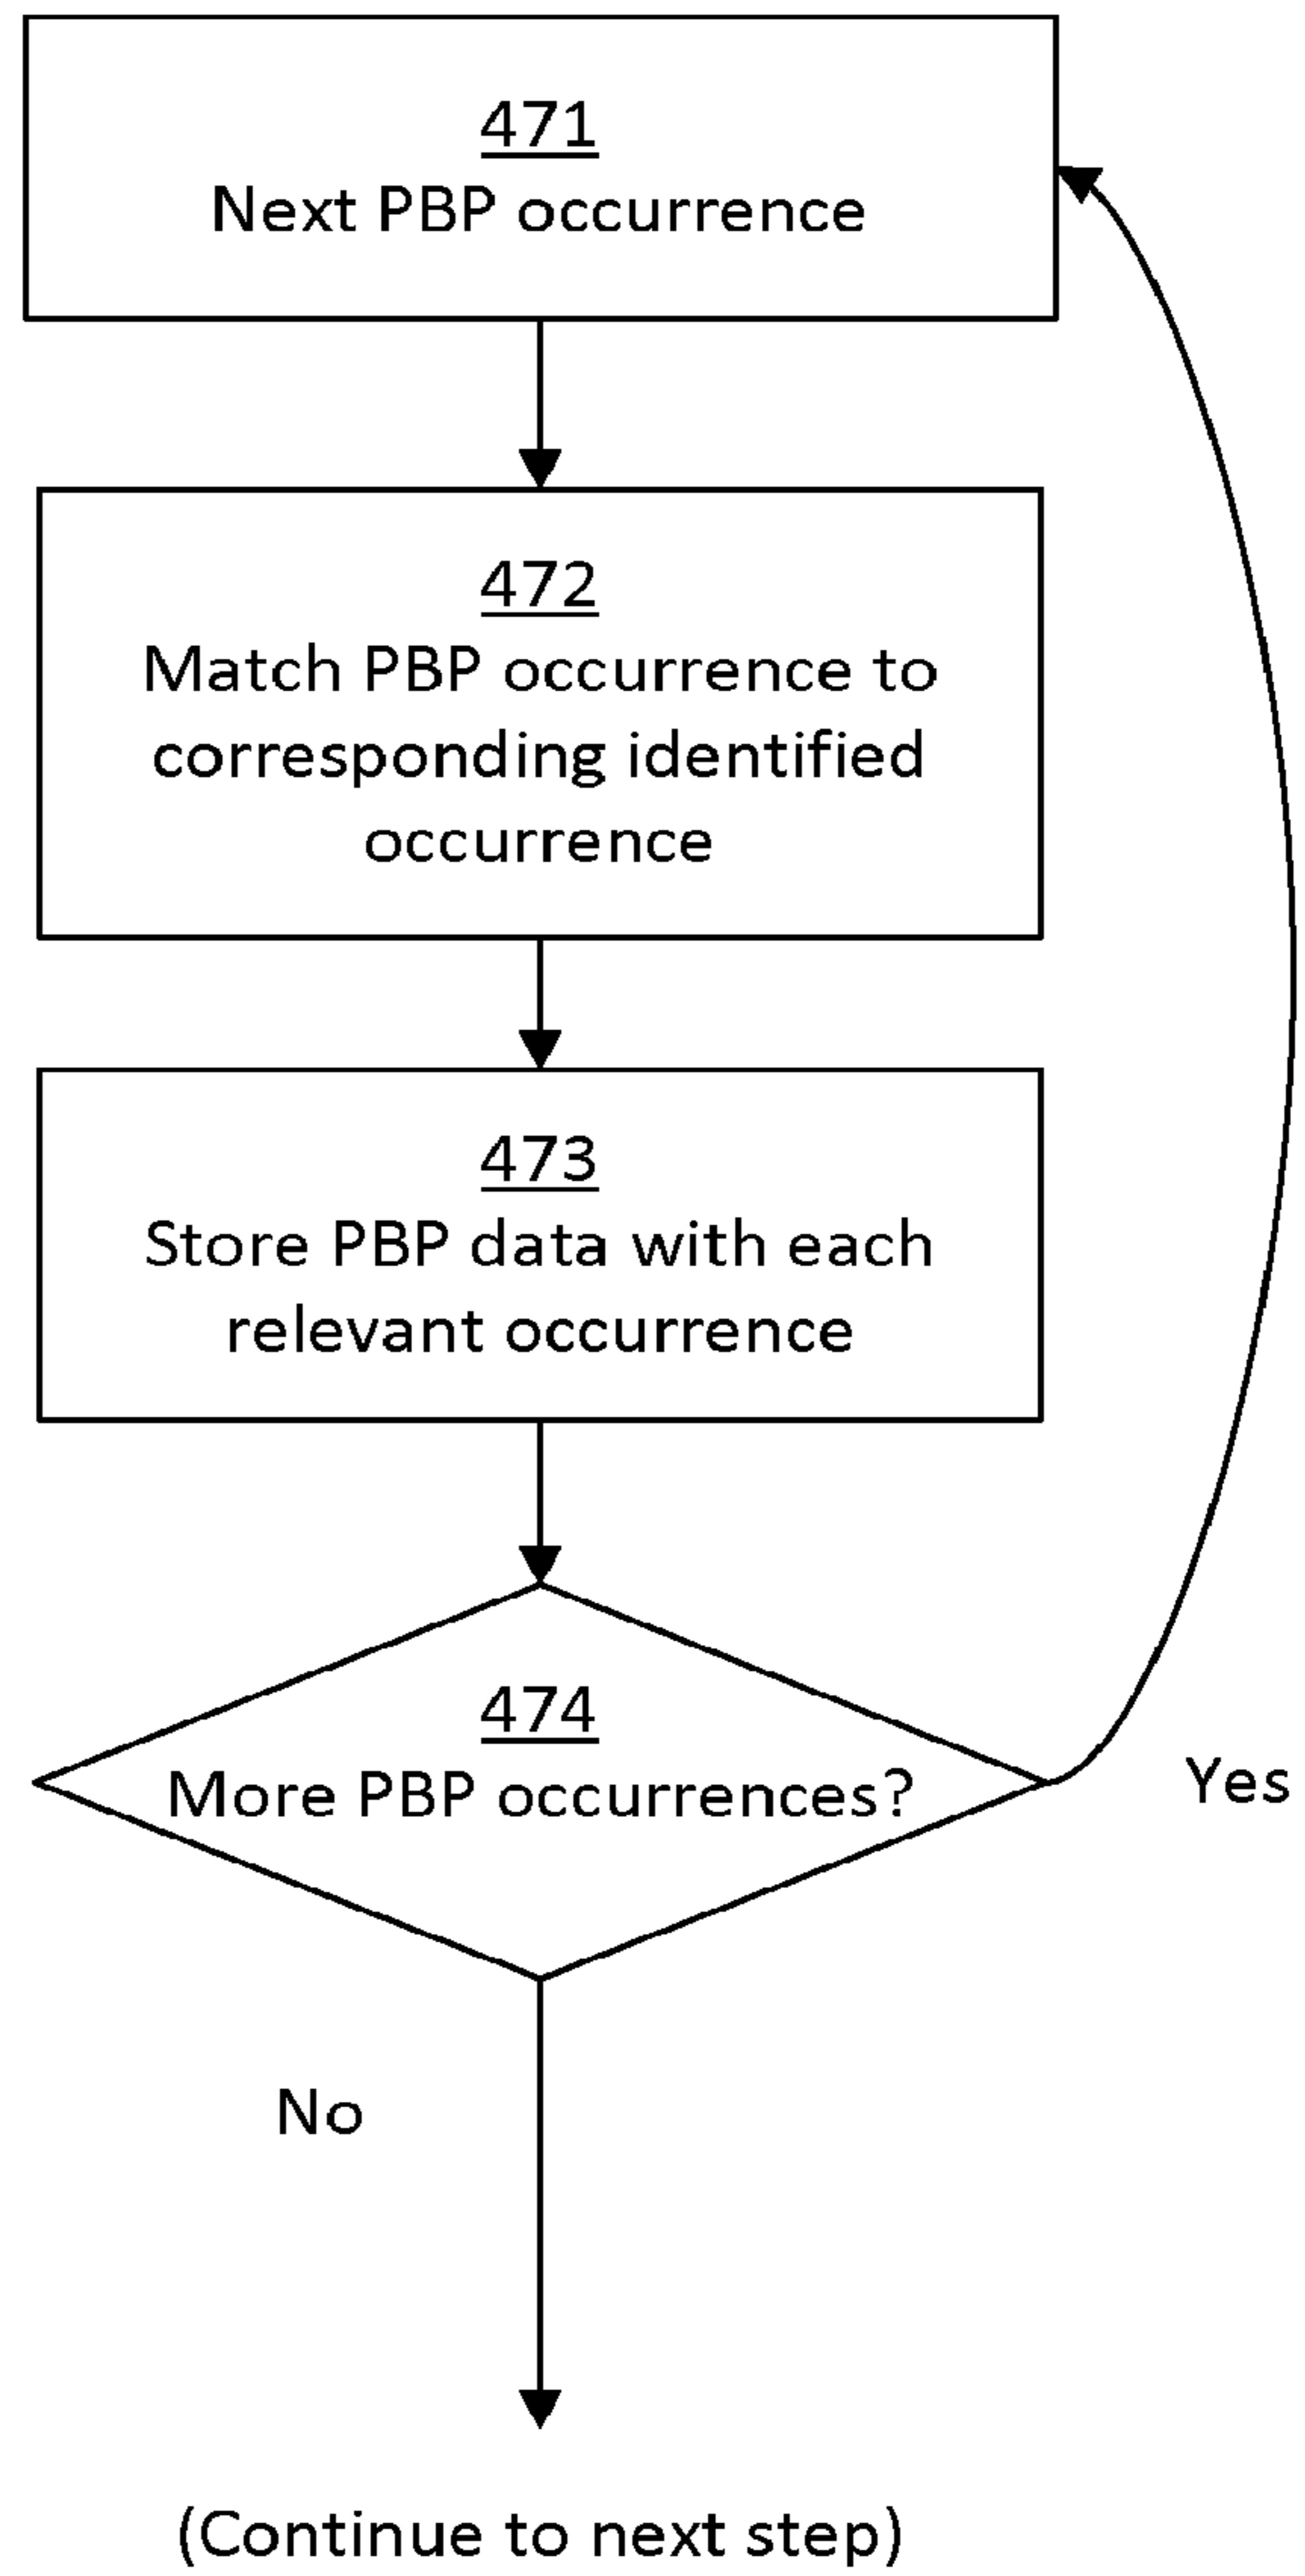 471
Next PBP occurrence
472
Match PBP occurrence to
corresponding identified
occurrence
473
Store PBP data with each
relevant occurrence
474
More PBP occurrences?
Yes
No
(Continue to next step)